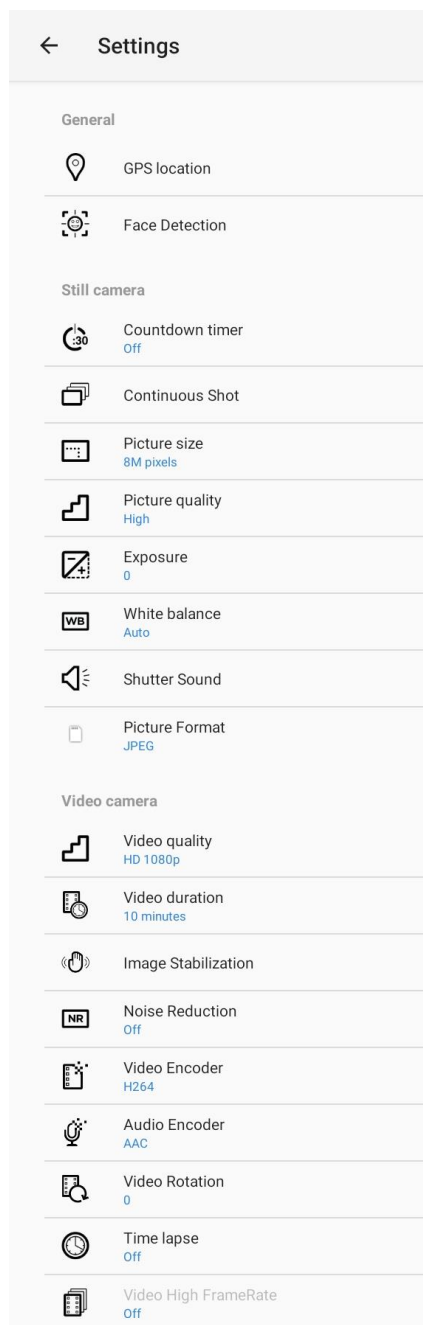 Settings
General
GPS location
Face Detection
Still camera
:30
Countdown timer
Off
Continuous Shot
Picture size
8M pixels
Picture quality
High
Exposure
0
WB
White balance
Auto
Shutter Sound
Picture Format
JPEG
Video camera
Video quality
HD 1080p
Video duration
10 minutes
Image Stabilization
NR
Noise Reduction
Off
Video Encoder
H264
Audio Encoder
AAC
Video Rotation
0
Time lapse
Off
Video High FrameRate
Off